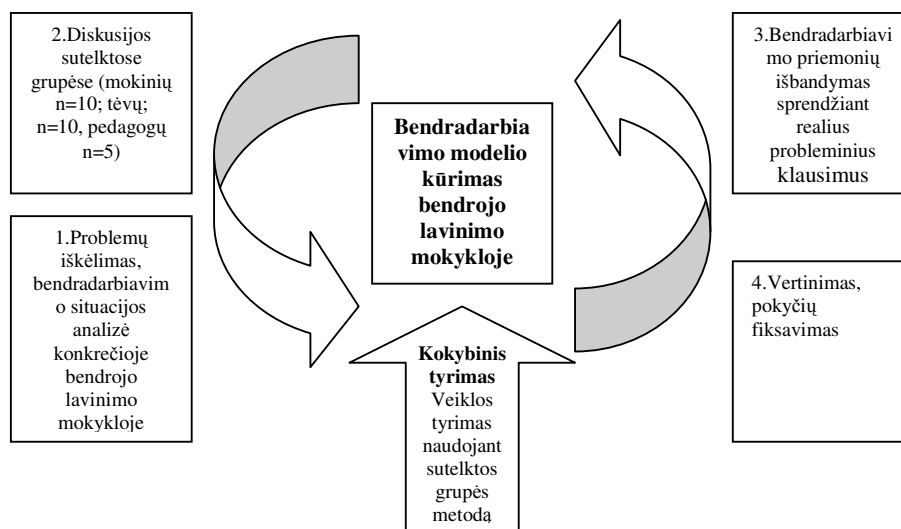 2.Diskusijos
sutelktose
grupėse (mokinių
n=10; tėvų;
n=10, pedagogų
n=5)
1.Problemų
iškėlimas,
bendradarbiavim
o situacijos
analizė
konkrečioje
bendrojo
lavinimo
mokykloje
Bendradarbia
vimo modelio
kūrimas
bendrojo
lavinimo
mokykloje
Kokybinis
tyrimas
Veiklos
tyrimas
naudojant
sutelktos
grupės
metodą
3.Bendradarbiavi
mo priemonių
išbandymas
sprendžiant
realius
probleminius
klausimus
4.Vertinimas,
pokyčių
fiksavimas